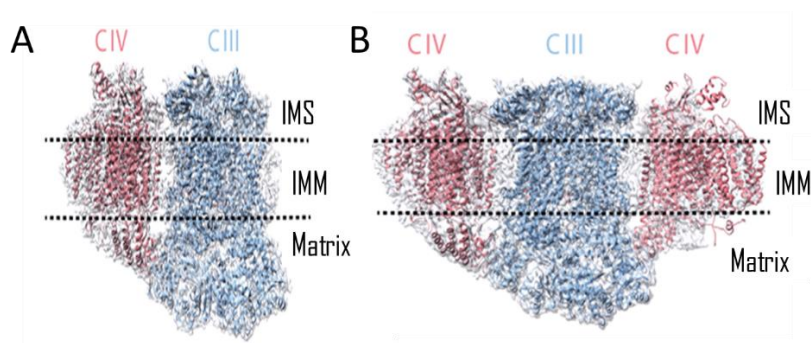 A CIV CIII
IMS
IMM
Matrix
B CIV CIII CIV
IMS
IMM
Matrix